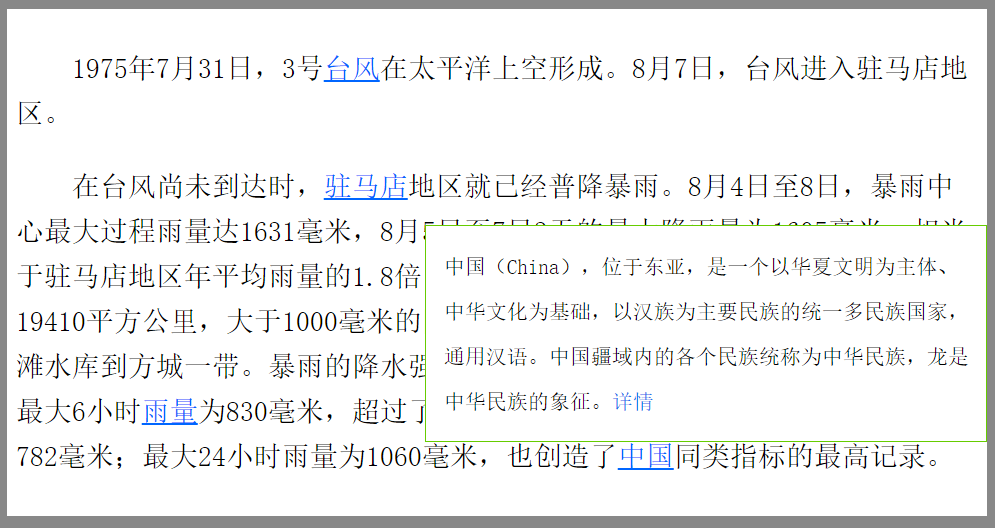 1975年7月31日，3号台风在太平洋上空形成。8月7日，台风进入驻马店地
区。
在台风尚未到达时，驻马店地区就已经普降暴雨。8月4日至8日，暴雨中
心最大过程雨量达1631毫米，8月
于驻马店地区年平均雨量的1.8倍
19410平方公里，大于1000毫米的
滩水库到方城一带。暴雨的降水强
最大6小时雨量为830毫米，超过了
782毫米；最大24小时雨量为1060毫米，也创造了中国同类指标的最高记录。
中国（China），位于东亚，是一个以华夏文明为主体、
中华文化为基础，以汉族为主要民族的统一多民族国家，
通用汉语。中国疆域内的各个民族统称为中华民族，龙是
中华民族的象征。详情